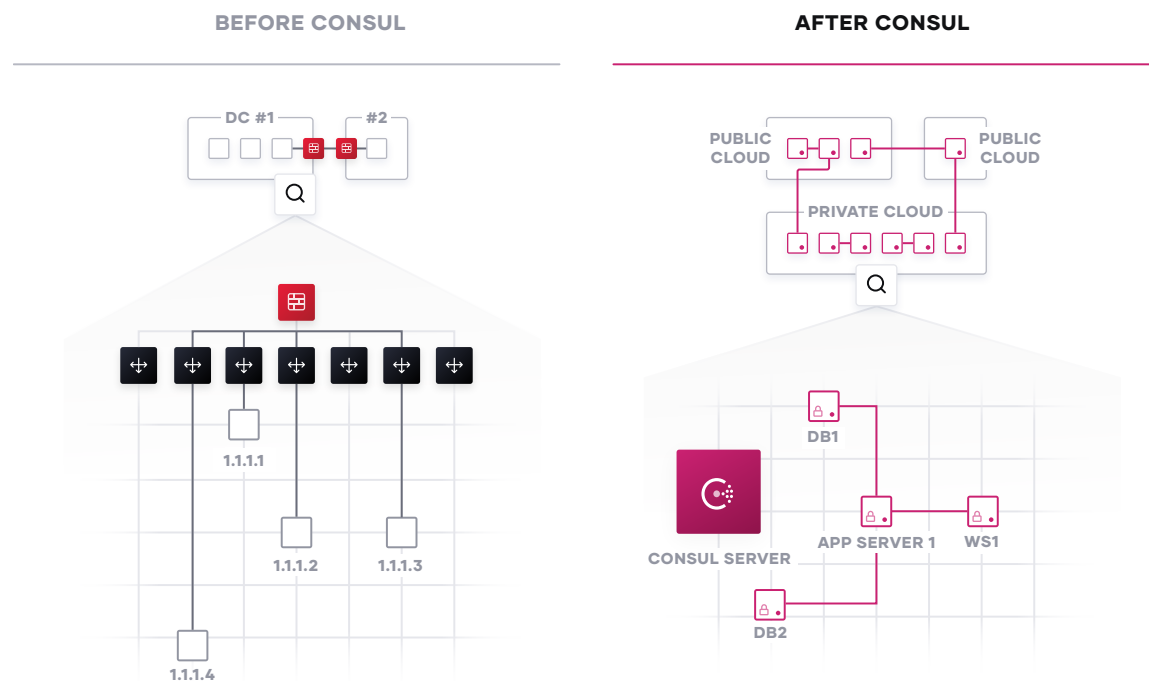 BEFORE CONSUL
DC #1
#2
1.1.1.1
1.1.1.2
1.1.1.3
1.1.1.4
AFTER CONSUL
PUBLIC
CLOUD
PUBLIC
CLOUD
PRIVATE CLOUD
DB1
APP SERVER 1
WS1
CONSUL SERVER
DB2